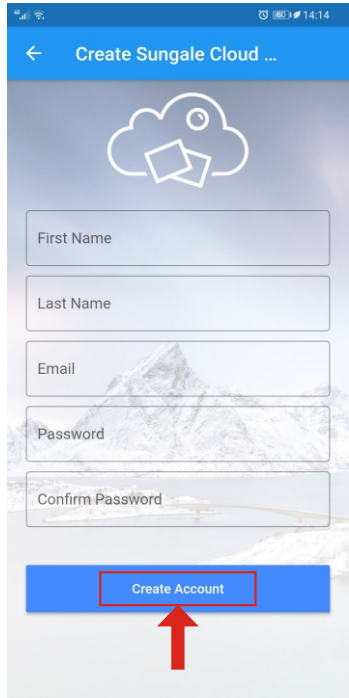 14:14
Create Sungale Cloud ...
First Name
Last Name
Email
Password
Confirm Password
Create Account